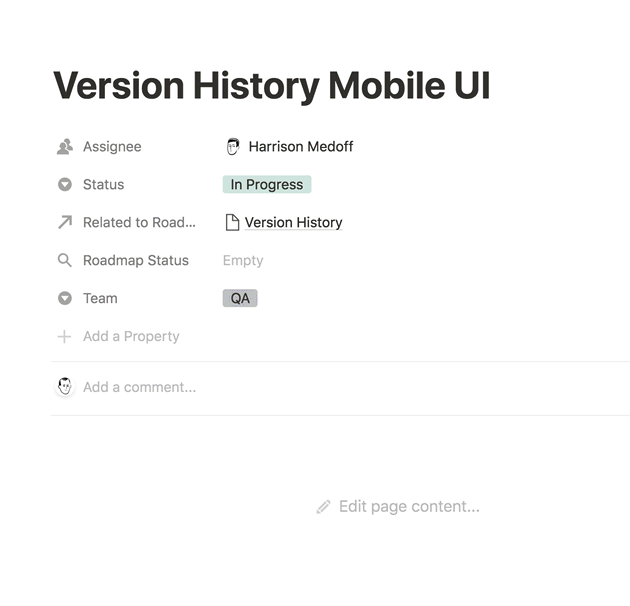 Version History Mobile UI
Assignee Harrison Medoff
Status In Progress
Related to Road... Version History
Roadmap Status Empty
Team QA
Add a Property
Add a comment...
Edit page content...